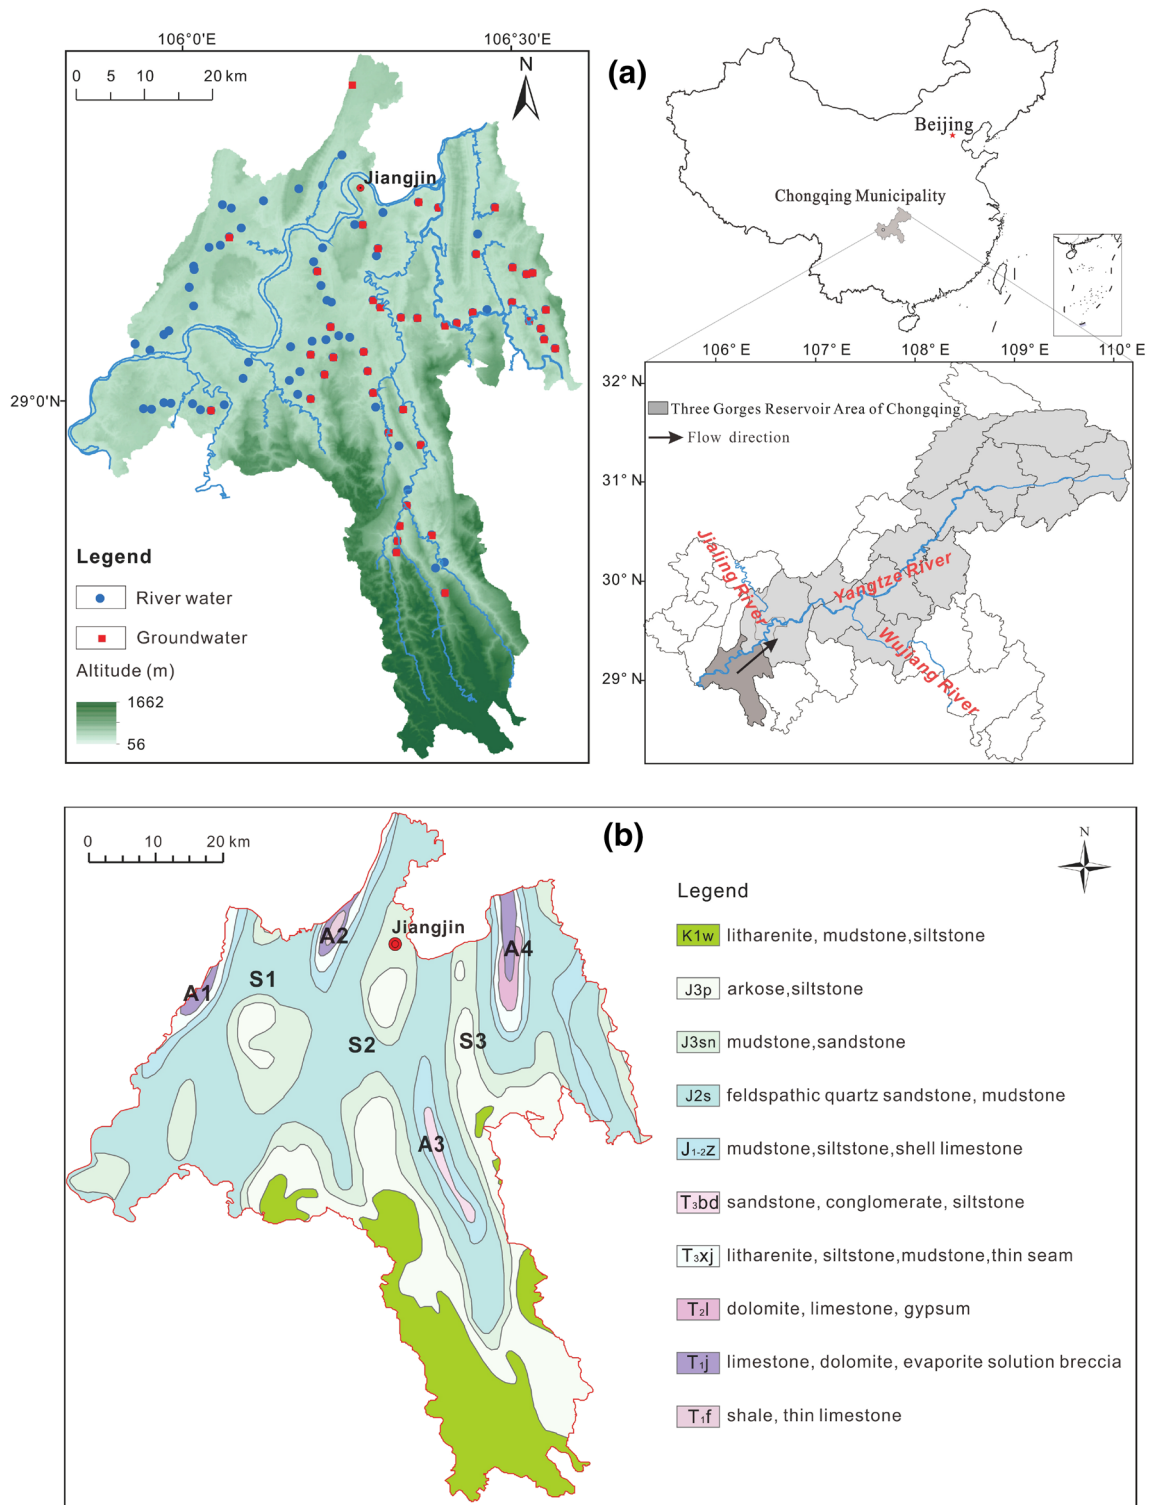 106°0'E
106°30'E
0 5 10 20 km
N
(a)
Jiangjin
29°0'N
Legend
River water
Groundwater
Altitude (m)
1662
56
Beijing
Chongqing Municipality
106° E
107° E
108° E
109° E
110° E
32° N
31° N
30° N
29° N
Three Gorges Reservoir Area of Chongqing
Flow direction
Jialing River
Yangtze River
Wujiang River
(b)
0 10 20 km
N
Jiangjin
A1
A2
A3
A4
S1
S2
S3
Legend
K1w litharenite, mudstone,siltstone
J3p arkose,siltstone
J3sn mudstone,sandstone
J2s feldspathic quartz sandstone, mudstone
J1-2z mudstone,siltstone,shell limestone
T3bd sandstone, conglomerate, siltstone
T3xj litharenite, siltstone,mudstone,thin seam
T2l dolomite, limestone, gypsum
T1j limestone, dolomite, evaporite solution breccia
T1f shale, thin limestone